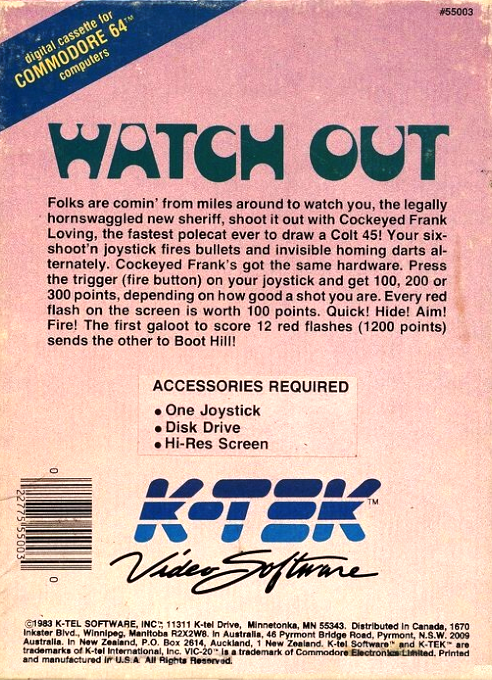 #55003
digital cassette for
COMMODORE 64™
computers
WATCH OUT
Folks are comin' from miles around to watch you, the legally
hornswaggled new sheriff, shoot it out with Cockeyed Frank
Loving, the fastest polecat ever to draw a Colt 45! Your six-
shoot'n joystick fires bullets and invisible homing darts al-
ternately. Cockeyed Frank's got the same hardware. Press
the trigger (fire button) on your joystick and get 100, 200 or
300 points, depending on how good a shot you are. Every red
flash on the screen is worth 100 points. Quick! Hide! Aim!
Fire! The first galoot to score 12 red flashes (1200 points)
sends the other to Boot Hill!
ACCESSORIES REQUIRED
• One Joystick
• Disk Drive
• Hi-Res Screen
0 22775 55003 0
K-TEK™
Video Software
©1983 K-TEL SOFTWARE, INC™, 11311 K-tel Drive, Minnetonka, MN 55343. Distributed in Canada, 1670
Inkster Blvd., Winnipeg, Manitoba R2X2W8. In Australia, 46 Pyrmont Bridge Road, Pyrmont, N.S.W. 2009
Australia. In New Zealand, P.O. Box 2614, Auckland, 1 New Zealand. K-tel Software™ and K-TEK™ are
trademarks of K-tel International, Inc. VIC-20™ is a trademark of Commodore Electronics Limited. Printed
and manufactured in U.S.A. All Rights Reserved.